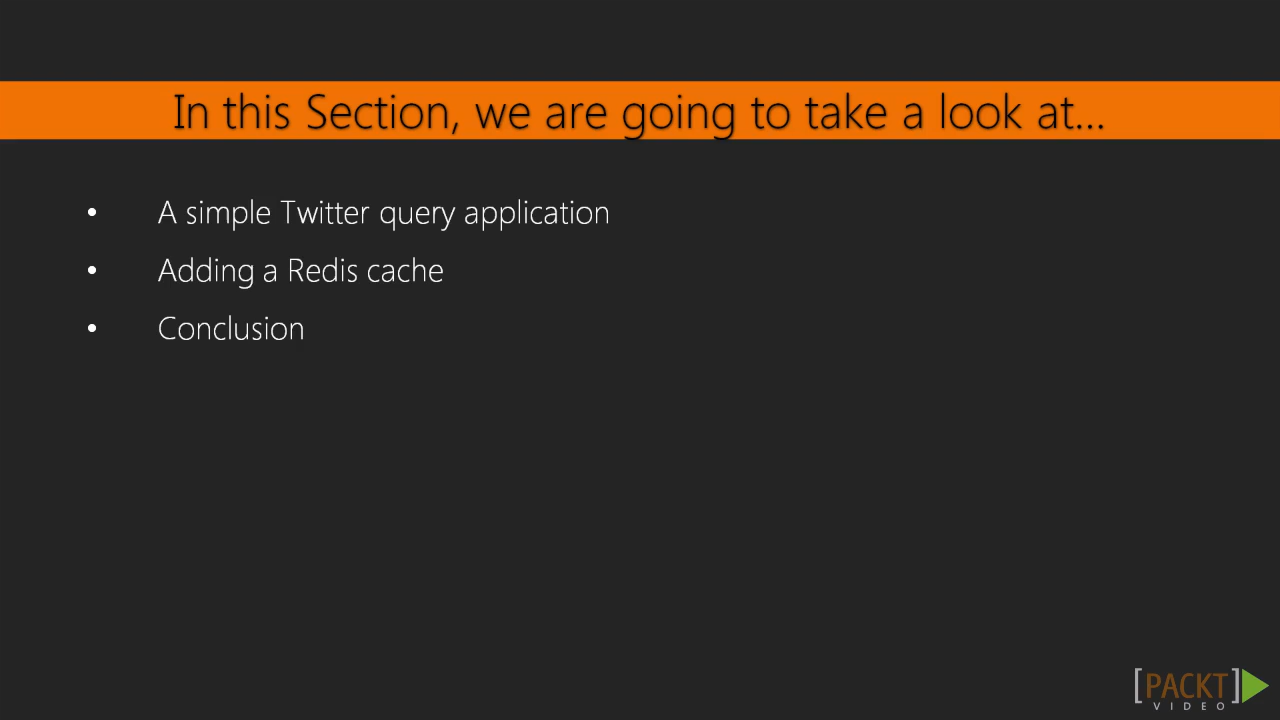 In this Section, we are going to take a look at...
• A simple Twitter query application
• Adding a Redis cache
• Conclusion
[PACKT]
VIDEO